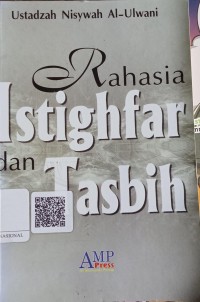 Ustadzah Nisywah Al-Ulwani
Rahasia
Istighfar
dan Tasbih
AMP
Press